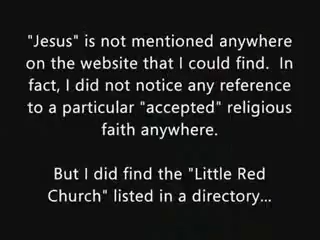 "Jesus" is not mentioned anywhere
on the website that I could find.  In
fact, I did not notice any reference
to a particular "accepted" religious
faith anywhere.
But I did find the "Little Red
Church" listed in a directory...